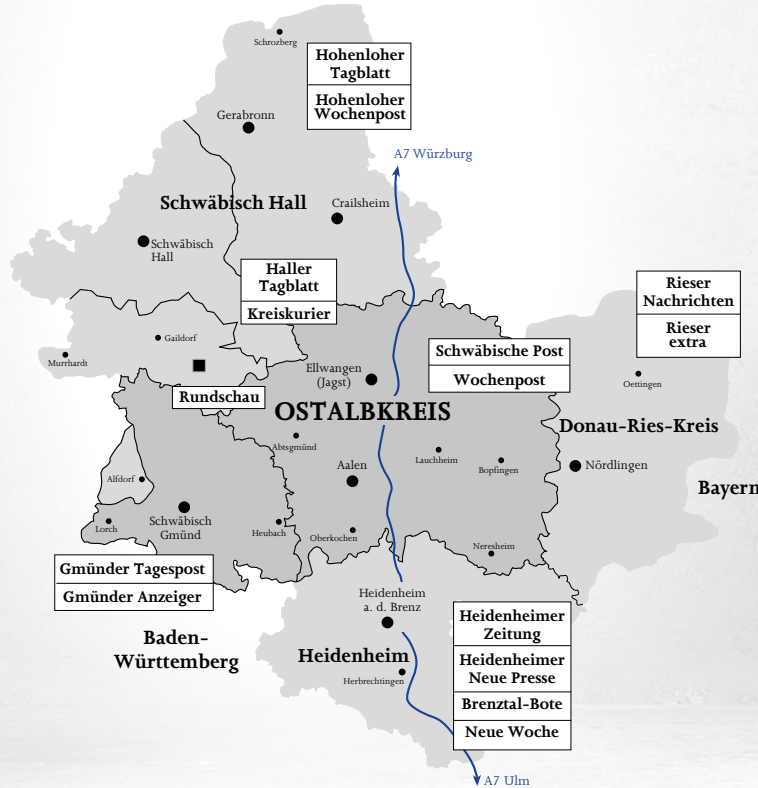 Schrozberg
Hohenloher
Tagblatt
Hohenloher
Wochenpost
Gerabronn
A7 Würzburg
Schwäbisch Hall
Crailsheim
Schwäbisch
Hall
Haller
Tagblatt
Kreiskurier
Rieser
Nachrichten
Rieser
extra
Gaildorf
Murrhardt
Schwäbische Post
Wochenpost
Ellwangen
(Jagst)
Oettingen
Rundschau
OSTALBKREIS
Donau-Ries-Kreis
Abtsgmünd
Lauchheim
Bopfingen
Nördlingen
Aalen
Alfdorf
Bayern
Schwäbisch
Gmünd
Lorch
Heubach
Oberkochen
Neresheim
Gmünder Tagespost
Gmünder Anzeiger
Heidenheim
a. d. Brenz
Baden-
Württemberg
Heidenheim
Herbrechtingen
Heidenheimer
Zeitung
Heidenheimer
Neue Presse
Brenztal-Bote
Neue Woche
A7 Ulm